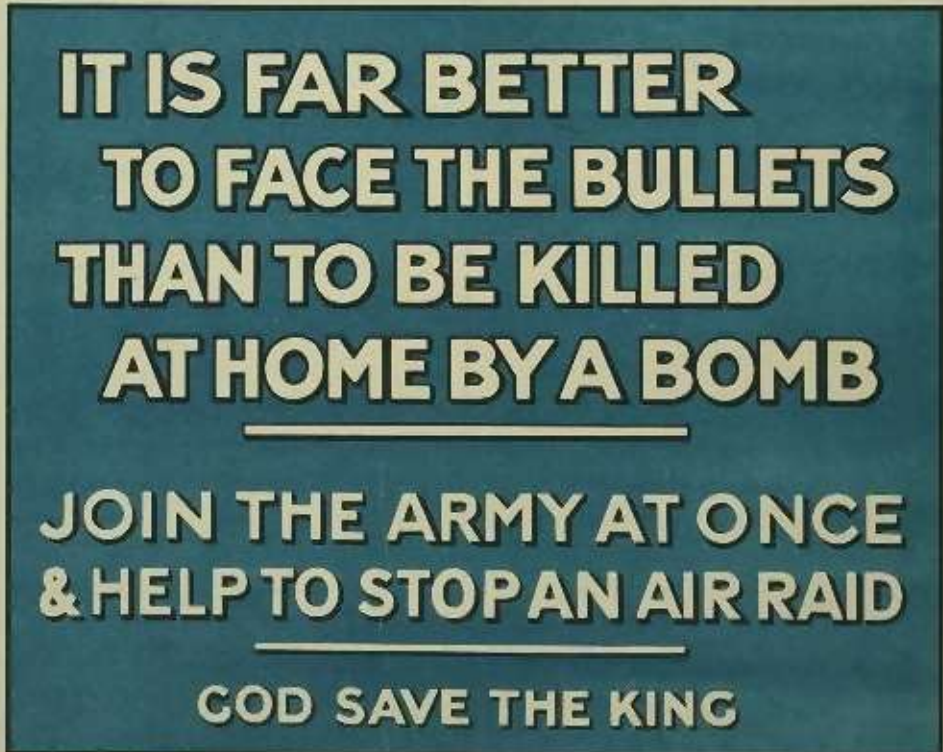 IT IS FAR BETTER
TO FACE THE BULLETS
THAN TO BE KILLED
AT HOME BY A BOMB
JOIN THE ARMY AT ONCE
& HELP TO STOP AN AIR RAID
GOD SAVE THE KING